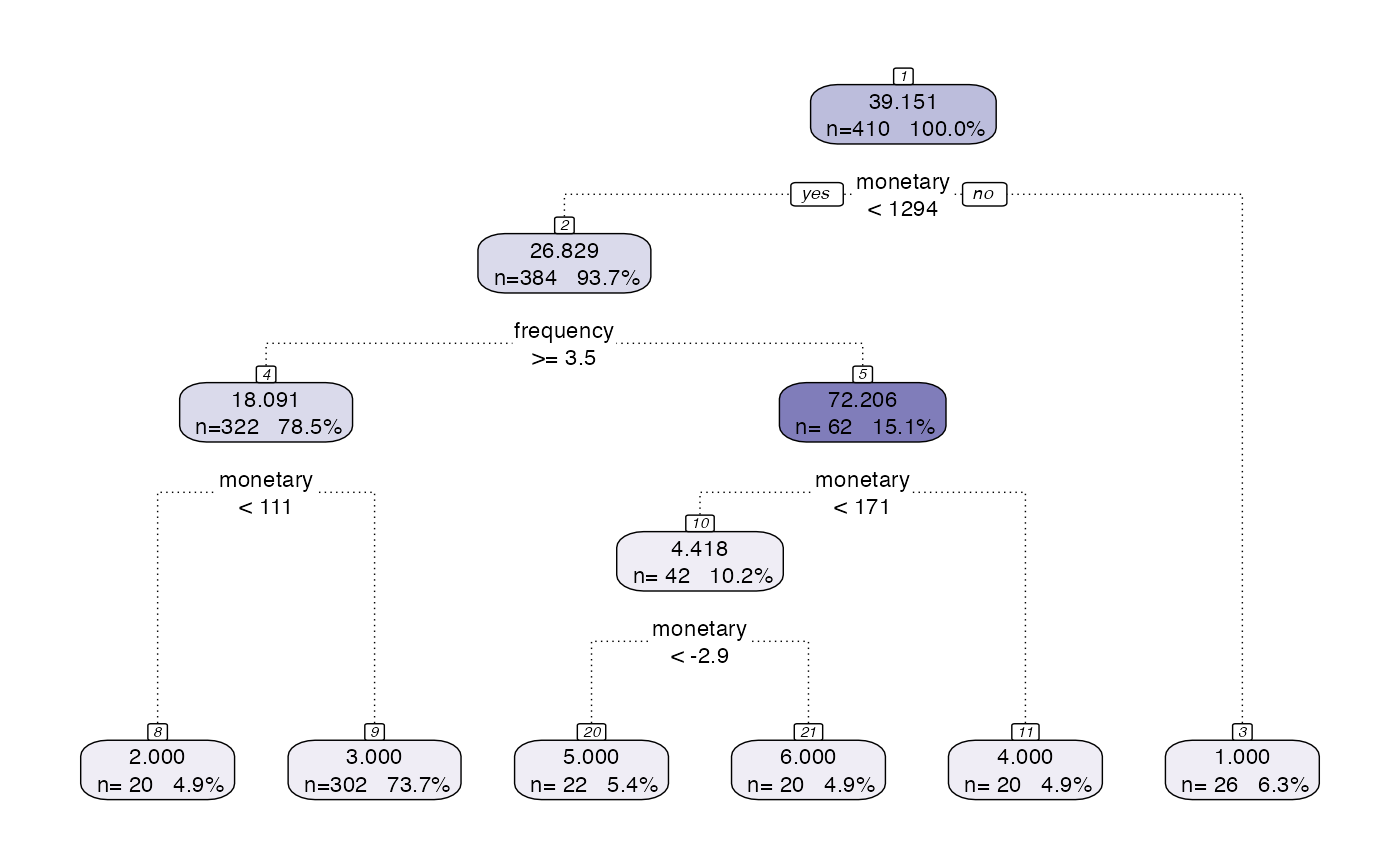 1
39.151
n=410 100.0%
yes monetary no
< 1294
2
26.829
n=384 93.7%
frequency
>= 3.5
4 5
18.091 72.206
n=322 78.5% n= 62 15.1%
monetary monetary
< 111 < 171
10
4.418
n= 42 10.2%
monetary
< -2.9
8 9 20 21 11 3
2.000 3.000 5.000 6.000 4.000 1.000
n= 20 4.9% n=302 73.7% n= 22 5.4% n= 20 4.9% n= 20 4.9% n= 26 6.3%